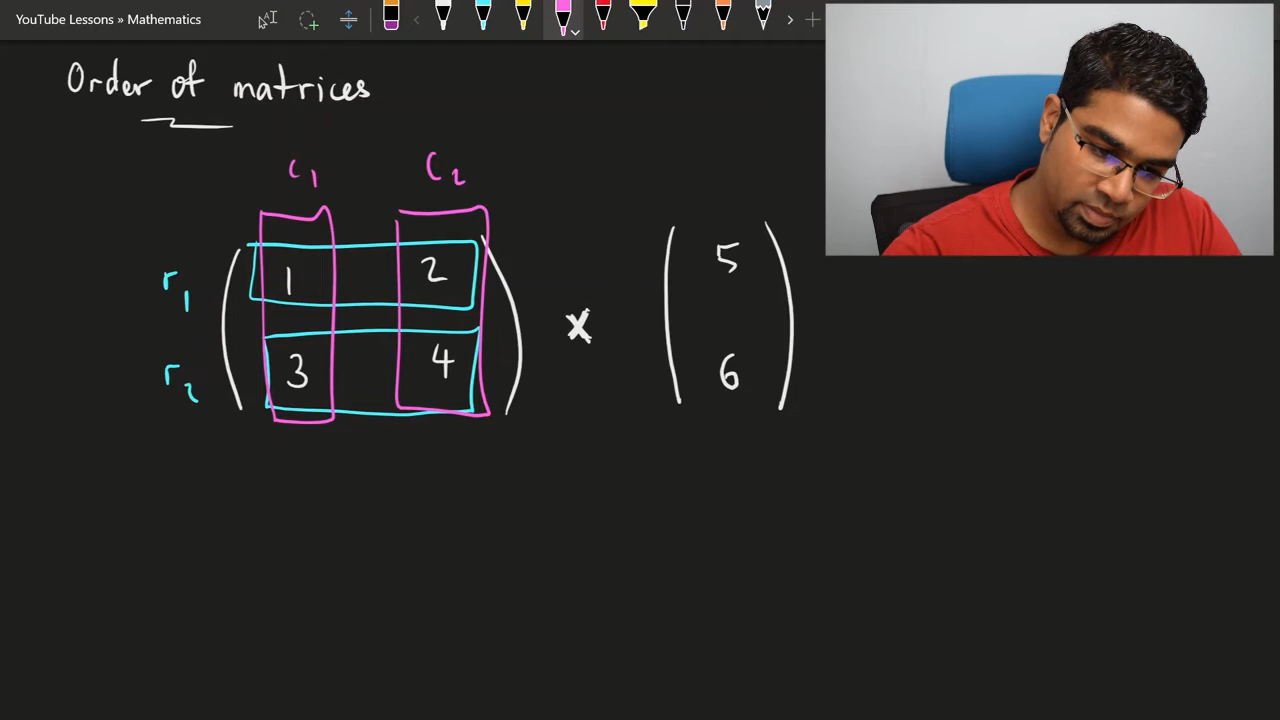 YouTube Lessons » Mathematics
Order of matrices
c1 C2
r1 ( 1 2 ) × ( 5 )
r2 ( 3 4 ) ( 6 )